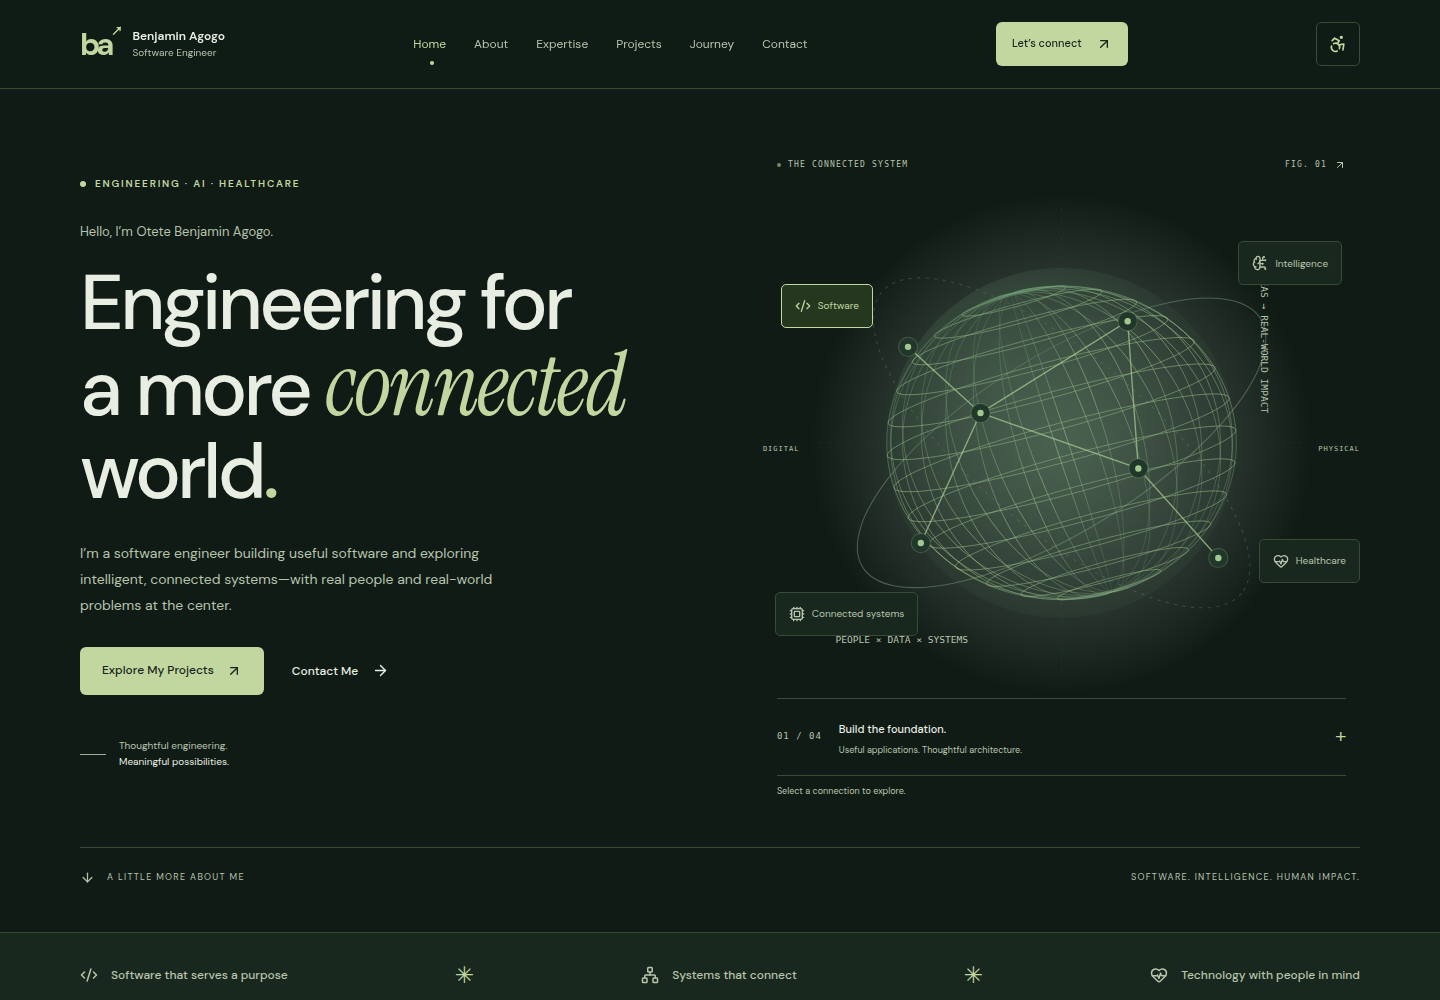 ba
Benjamin Agogo
Software Engineer
Home
About
Expertise
Projects
Journey
Contact
Let's connect
ENGINEERING · AI · HEALTHCARE
Hello, I'm Otete Benjamin Agogo.
Engineering for
a more connected
world.
I'm a software engineer building useful software and exploring
intelligent, connected systems—with real people and real-world
problems at the center.
Explore My Projects
Contact Me
Thoughtful engineering.
Meaningful possibilities.
THE CONNECTED SYSTEM
FIG. 01
Intelligence
Software
AS → REAL-WORLD IMPACT
DIGITAL
PHYSICAL
Healthcare
Connected systems
PEOPLE × DATA × SYSTEMS
01 / 04
Build the foundation.
Useful applications. Thoughtful architecture.
+
Select a connection to explore.
A LITTLE MORE ABOUT ME
SOFTWARE. INTELLIGENCE. HUMAN IMPACT.
Software that serves a purpose
Systems that connect
Technology with people in mind